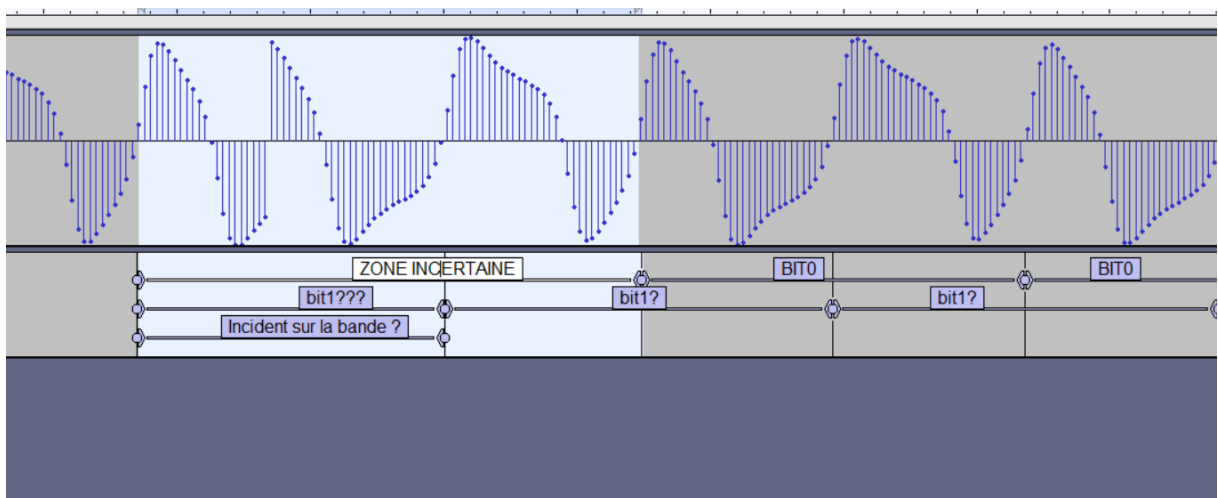 ZONE INCERTAINE
BIT0
BIT0
bit1???
bit1?
bit1?
Incident sur la bande ?